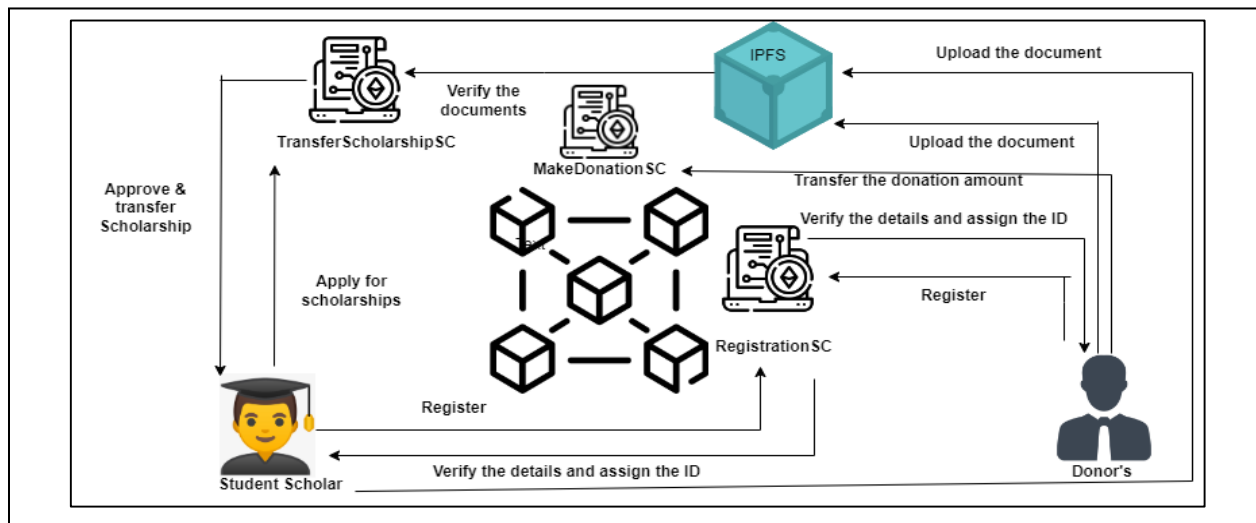 IPFS
Upload the document
Verify the
documents
TransferScholarshipSC
MakeDonationSC
Upload the document
Transfer the donation amount
Approve &
transfer
Scholarship
Verify the details and assign the ID
Text
Apply for
scholarships
Register
RegistrationSC
Register
Verify the details and assign the ID
Student Scholar
Donor's